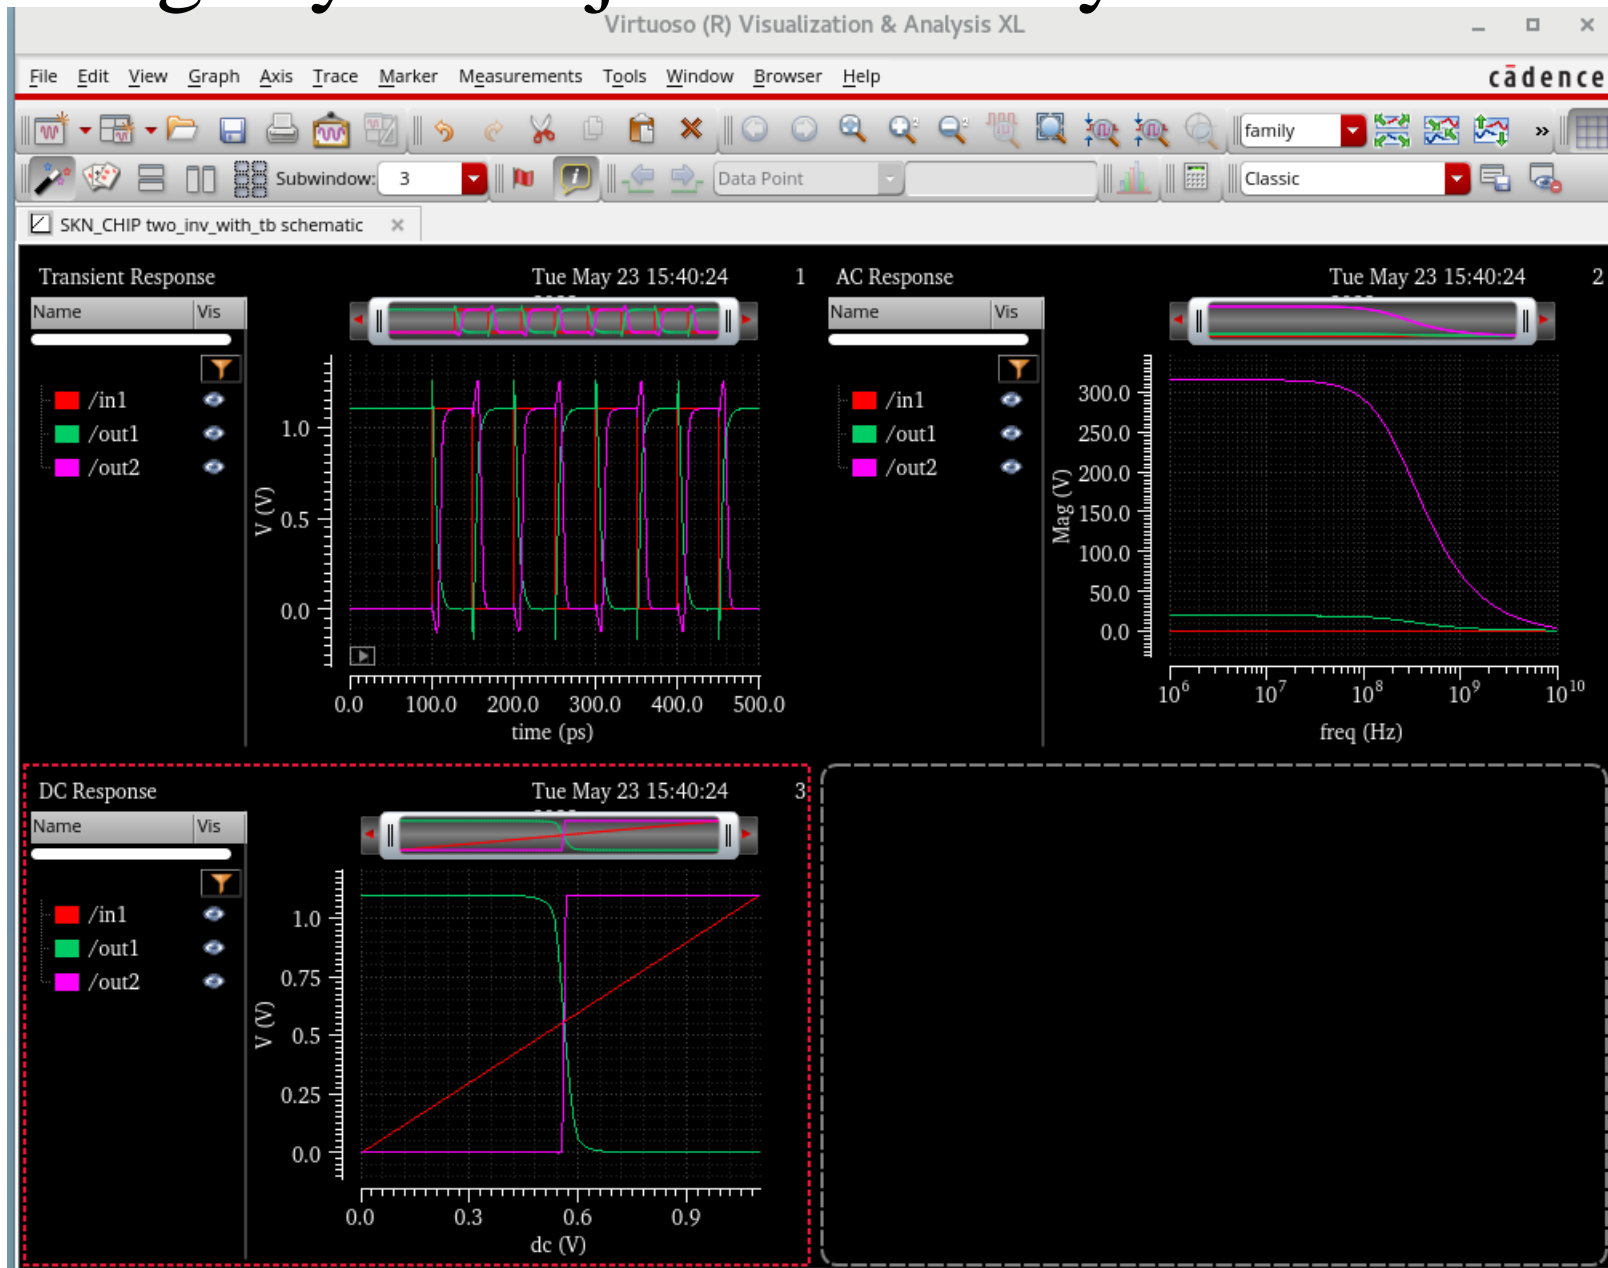 Virtuoso (R) Visualization & Analysis XL
File Edit View Graph Axis Trace Marker Measurements Tools Window Browser Help
cādence
family
Subwindow: 3
Data Point
Classic
SKN_CHIP two_inv_with_tb schematic
Transient Response
Tue May 23 15:40:24
1
Name Vis
/in1
/out1
/out2
V (V)
1.0
0.5
0.0
0.0 100.0 200.0 300.0 400.0 500.0
time (ps)
AC Response
Tue May 23 15:40:24
2
Name Vis
/in1
/out1
/out2
Mag (V)
300.0
250.0
200.0
150.0
100.0
50.0
0.0
10^6 10^7 10^8 10^9 10^10
freq (Hz)
DC Response
Tue May 23 15:40:24
3
Name Vis
/in1
/out1
/out2
V (V)
1.0
0.75
0.5
0.25
0.0
0.0 0.3 0.6 0.9
dc (V)